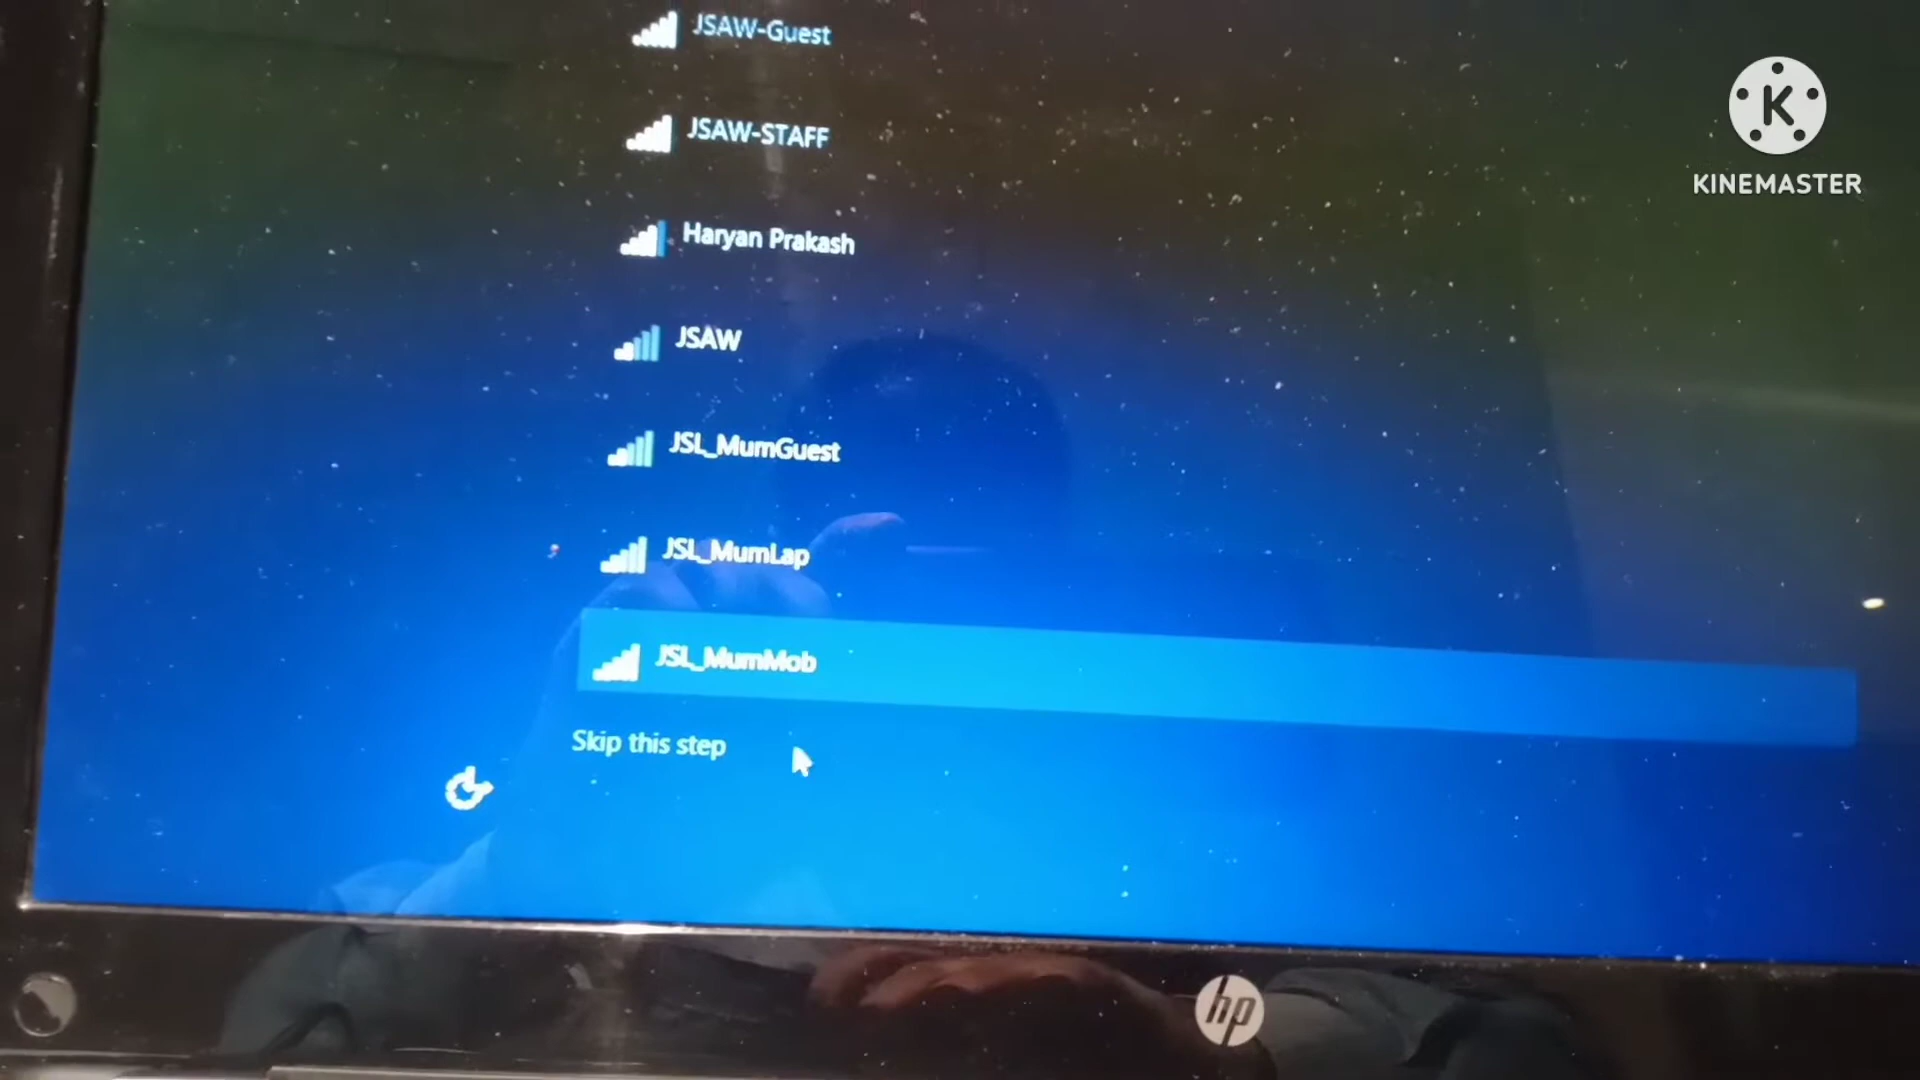 JSAW-Guest
JSAW-STAFF
Haryan Prakash
JSAW
JSL_MumGuest
JSL_MumLap
JSL_MumMob
Skip this step
K
KINEMASTER
hp